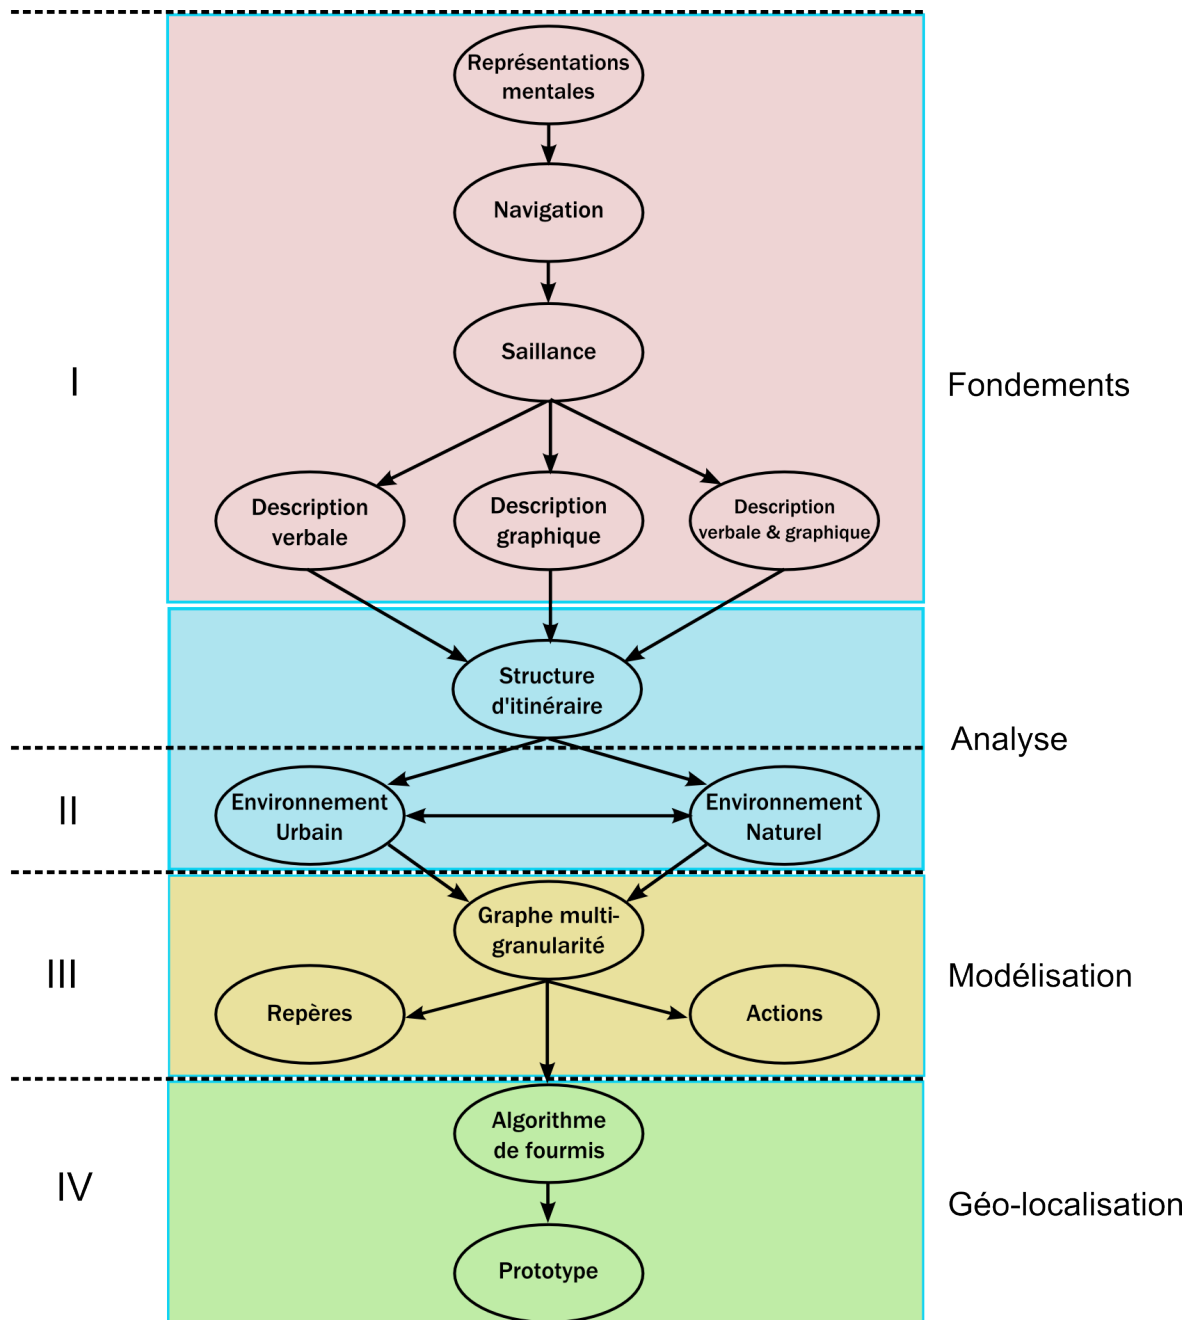 Représentations
mentales
Navigation
Saillance
I
Fondements
Description
verbale
Description
graphique
Description
verbale & graphique
Structure
d'itinéraire
Analyse
II
Environnement
Urbain
Environnement
Naturel
Graphe multi-
granularité
III
Modélisation
Repères
Actions
Algorithme
de fourmis
IV
Géo-localisation
Prototype